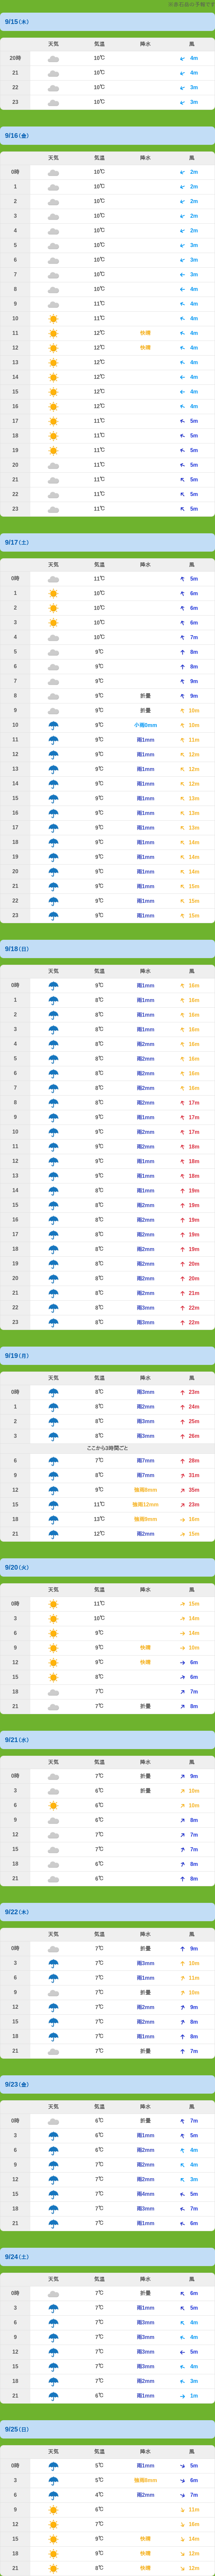 の予報です
9/15（木）
天気 気温 降水 風
20時 10℃ 4m
21 10℃ 4m
22 10℃ 3m
23 10℃ 3m
9/16（金）
天気 気温 降水 風
0時 10℃ 2m
1 10℃ 2m
2 10℃ 2m
3 10℃ 2m
4 10℃ 2m
5 10℃ 3m
6 10℃ 3m
7 10℃ 3m
8 10℃ 4m
9 11℃ 4m
10 11℃ 4m
11 12℃ 快晴 4m
12 12℃ 快晴 4m
13 12℃ 4m
14 12℃ 4m
15 12℃ 4m
16 12℃ 4m
17 11℃ 5m
18 11℃ 5m
19 11℃ 5m
20 11℃ 5m
21 11℃ 5m
22 11℃ 5m
23 11℃ 5m
9/17（土）
天気 気温 降水 風
0時 11℃ 5m
1 10℃ 6m
2 10℃ 6m
3 10℃ 6m
4 10℃ 7m
5 9℃ 8m
6 9℃ 8m
7 9℃ 9m
8 9℃ 折曇 9m
9 9℃ 折曇 10m
10 9℃ 小雨0mm 10m
11 9℃ 雨1mm 11m
12 9℃ 雨1mm 12m
13 9℃ 雨1mm 12m
14 9℃ 雨1mm 12m
15 9℃ 雨1mm 13m
16 9℃ 雨1mm 13m
17 9℃ 雨1mm 13m
18 9℃ 雨1mm 14m
19 9℃ 雨1mm 14m
20 9℃ 雨1mm 14m
21 9℃ 雨1mm 15m
22 9℃ 雨1mm 15m
23 9℃ 雨1mm 15m
9/18（日）
天気 気温 降水 風
0時 9℃ 雨1mm 16m
1 8℃ 雨1mm 16m
2 8℃ 雨1mm 16m
3 8℃ 雨1mm 16m
4 8℃ 雨2mm 16m
5 8℃ 雨2mm 16m
6 8℃ 雨2mm 16m
7 8℃ 雨2mm 16m
8 8℃ 雨2mm 17m
9 8℃ 雨1mm 17m
10 9℃ 雨2mm 17m
11 9℃ 雨2mm 18m
12 9℃ 雨1mm 18m
13 9℃ 雨1mm 18m
14 8℃ 雨1mm 19m
15 8℃ 雨2mm 19m
16 8℃ 雨2mm 19m
17 8℃ 雨2mm 19m
18 8℃ 雨2mm 19m
19 8℃ 雨2mm 20m
20 8℃ 雨2mm 20m
21 8℃ 雨2mm 21m
22 8℃ 雨3mm 22m
23 8℃ 雨3mm 22m
9/19（月）
天気 気温 降水 風
0時 8℃ 雨3mm 23m
1 8℃ 雨2mm 24m
2 8℃ 雨3mm 25m
3 8℃ 雨3mm 26m
ここから3時間ごと
6 7℃ 雨7mm 28m
9 8℃ 雨7mm 31m
12 9℃ 強雨8mm 35m
15 11℃ 強雨12mm 23m
18 13℃ 強雨9mm 16m
21 12℃ 雨2mm 15m
9/20（火）
天気 気温 降水 風
0時 11℃ 15m
3 10℃ 14m
6 9℃ 14m
9 9℃ 快晴 10m
12 9℃ 快晴 6m
15 8℃ 6m
18 7℃ 7m
21 7℃ 折曇 8m
9/21（水）
天気 気温 降水 風
0時 7℃ 折曇 9m
3 6℃ 折曇 10m
6 6℃ 10m
9 6℃ 8m
12 7℃ 7m
15 7℃ 7m
18 6℃ 8m
21 6℃ 8m
9/22（木）
天気 気温 降水 風
0時 7℃ 折曇 9m
3 7℃ 雨3mm 10m
6 7℃ 雨1mm 11m
9 7℃ 折曇 10m
12 7℃ 雨2mm 9m
15 7℃ 雨2mm 8m
18 7℃ 雨1mm 8m
21 7℃ 折曇 7m
9/23（金）
天気 気温 降水 風
0時 6℃ 折曇 7m
3 6℃ 雨1mm 5m
6 6℃ 雨2mm 4m
9 7℃ 雨2mm 4m
12 7℃ 雨2mm 3m
15 7℃ 雨4mm 5m
18 7℃ 雨3mm 7m
21 7℃ 雨1mm 6m
9/24（土）
天気 気温 降水 風
0時 7℃ 折曇 6m
3 7℃ 雨1mm 5m
6 7℃ 雨3mm 4m
9 7℃ 雨3mm 4m
12 7℃ 雨3mm 5m
15 7℃ 雨3mm 4m
18 7℃ 雨3mm 3m
21 6℃ 雨1mm 1m
9/25（日）
天気 気温 降水 風
0時 5℃ 雨1mm 5m
3 5℃ 強雨8mm 6m
6 4℃ 雨2mm 7m
9 6℃ 11m
12 7℃ 15m
15 9℃ 快晴 14m
18 9℃ 快晴 12m
21 8℃ 快晴 12m